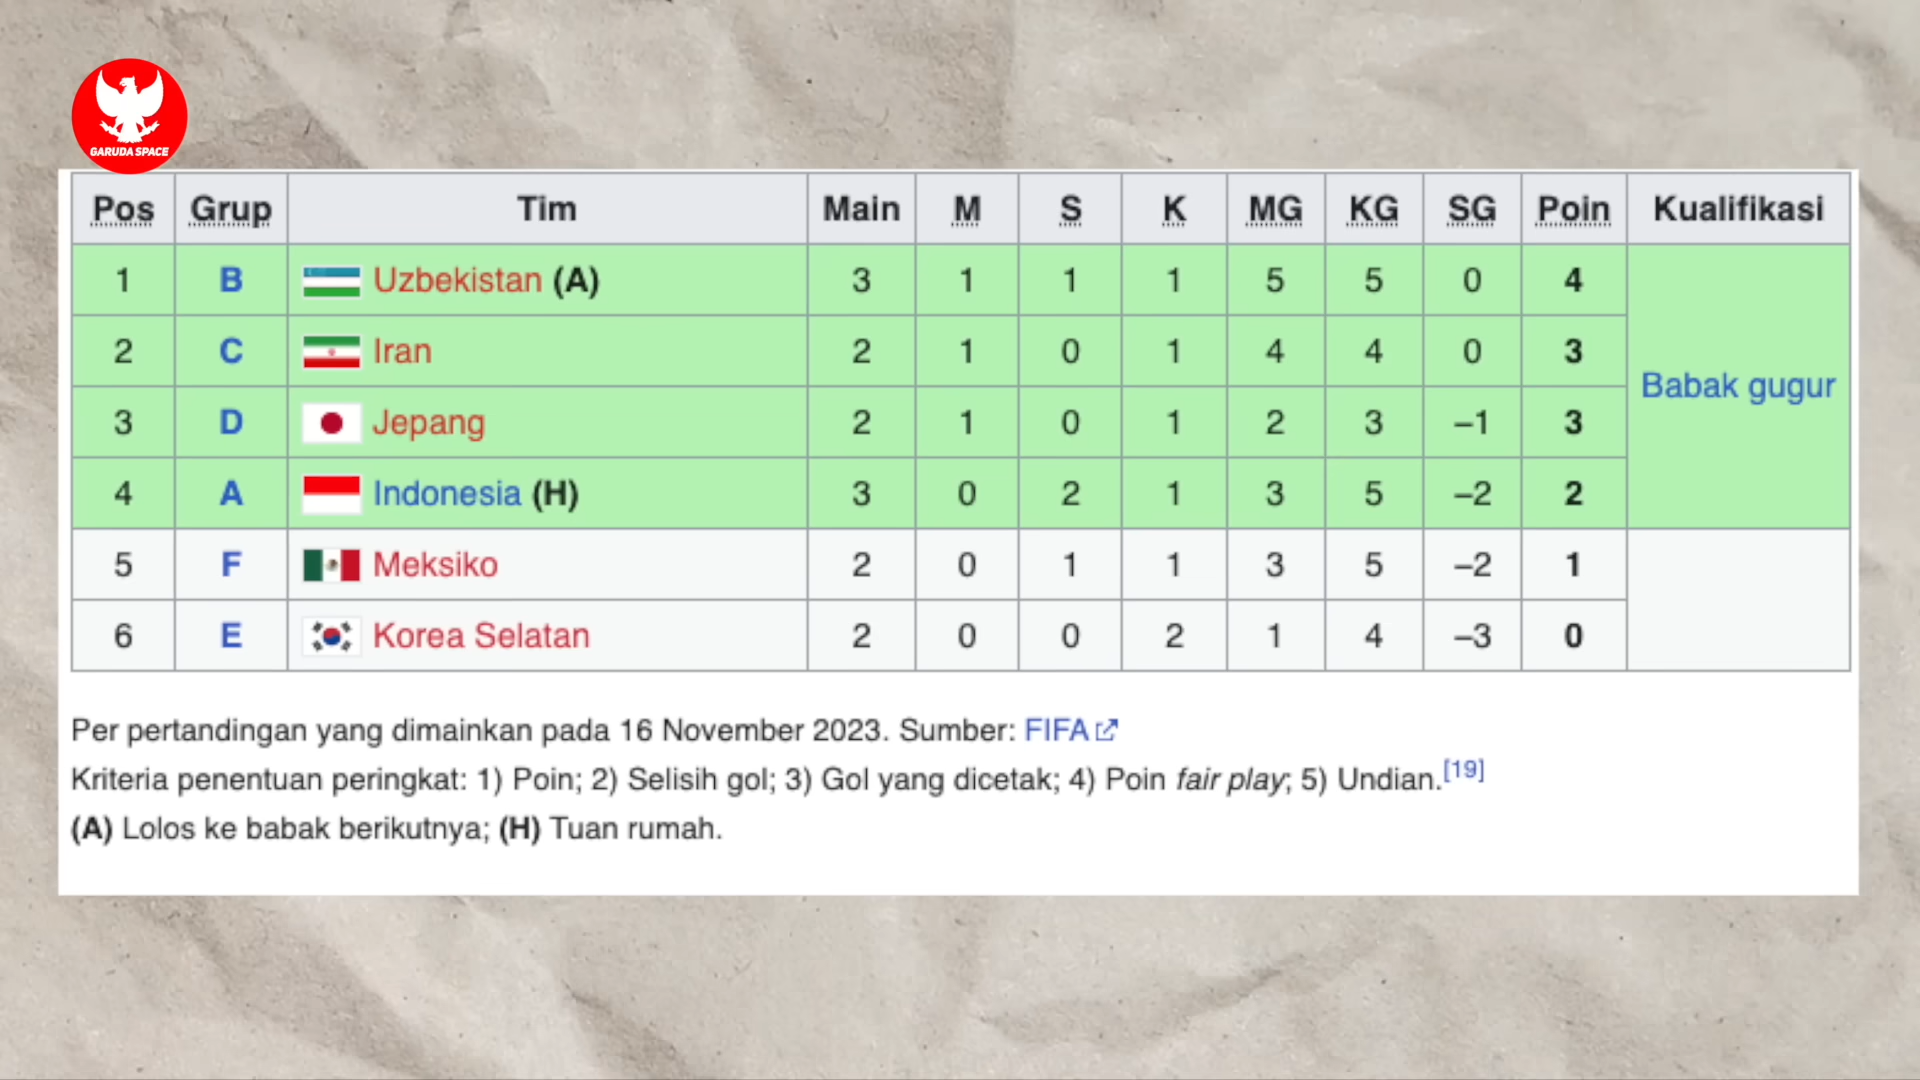 GARUDA SPACE
Pos Grup Tim Main M S K MG KG SG Poin Kualifikasi
1 B Uzbekistan (A) 3 1 1 1 5 5 0 4 Babak gugur
2 C Iran 2 1 0 1 4 4 0 3
3 D Jepang 2 1 0 1 2 3 −1 3
4 A Indonesia (H) 3 0 2 1 3 5 −2 2
5 F Meksiko 2 0 1 1 3 5 −2 1
6 E Korea Selatan 2 0 0 2 1 4 −3 0
Per pertandingan yang dimainkan pada 16 November 2023. Sumber: FIFA
Kriteria penentuan peringkat: 1) Poin; 2) Selisih gol; 3) Gol yang dicetak; 4) Poin fair play; 5) Undian.[19]
(A) Lolos ke babak berikutnya; (H) Tuan rumah.